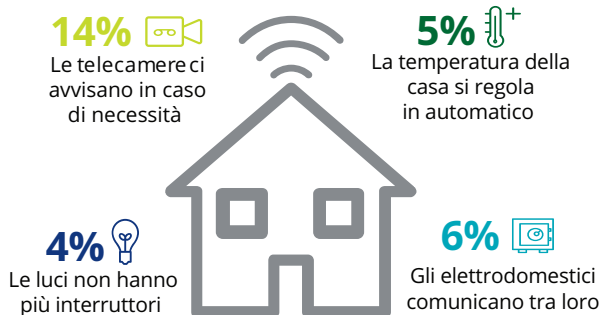 14%
Le telecamere ci
avvisano in caso
di necessità
5%
La temperatura della
casa si regola
in automatico
4%
Le luci non hanno
più interruttori
6%
Gli elettrodomestici
comunicano tra loro